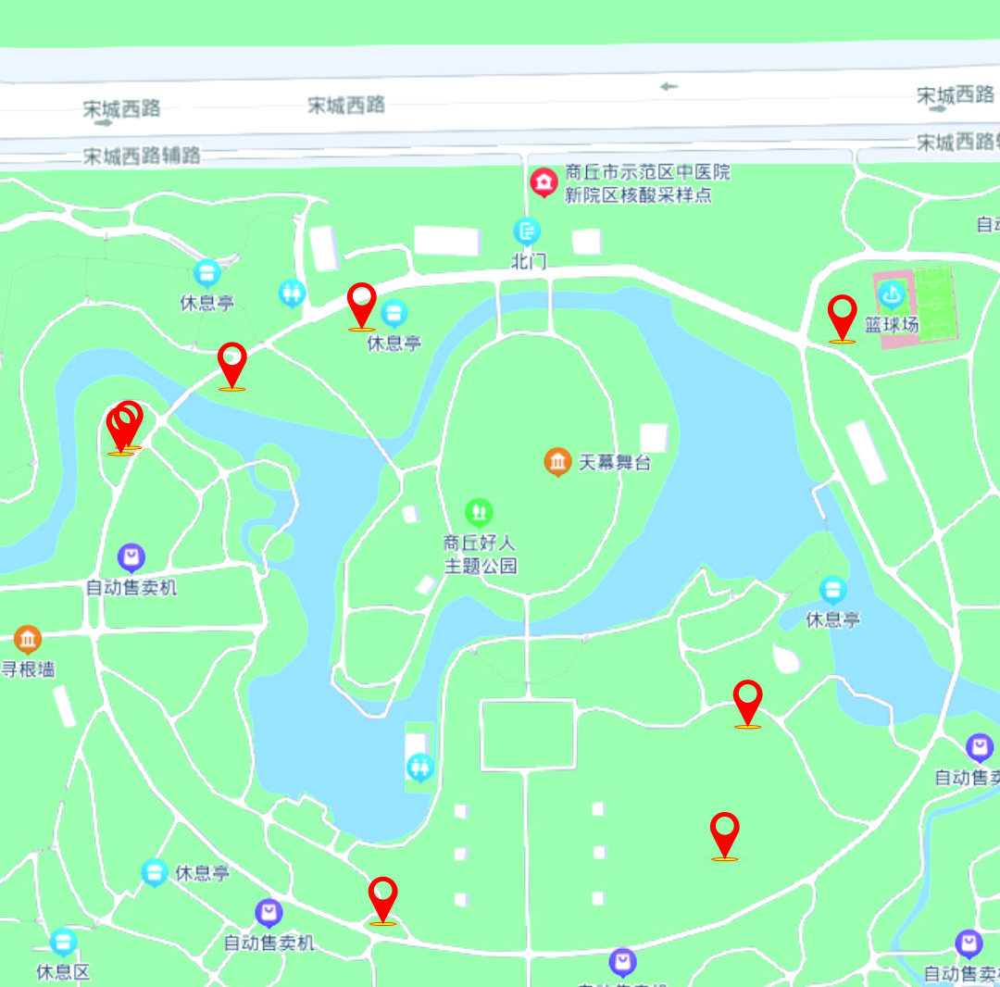 宋城西路
宋城西路
宋城西路
宋城西路辅路
宋城西路
商丘市示范区中医院
新院区核酸采样点
北门
自动
休息亭
休息亭
篮球场
天幕舞台
商丘好人
主题公园
自动售卖机
休息亭
寻根墙
自动售卖
休息亭
自动售卖机
休息区
自动售卖